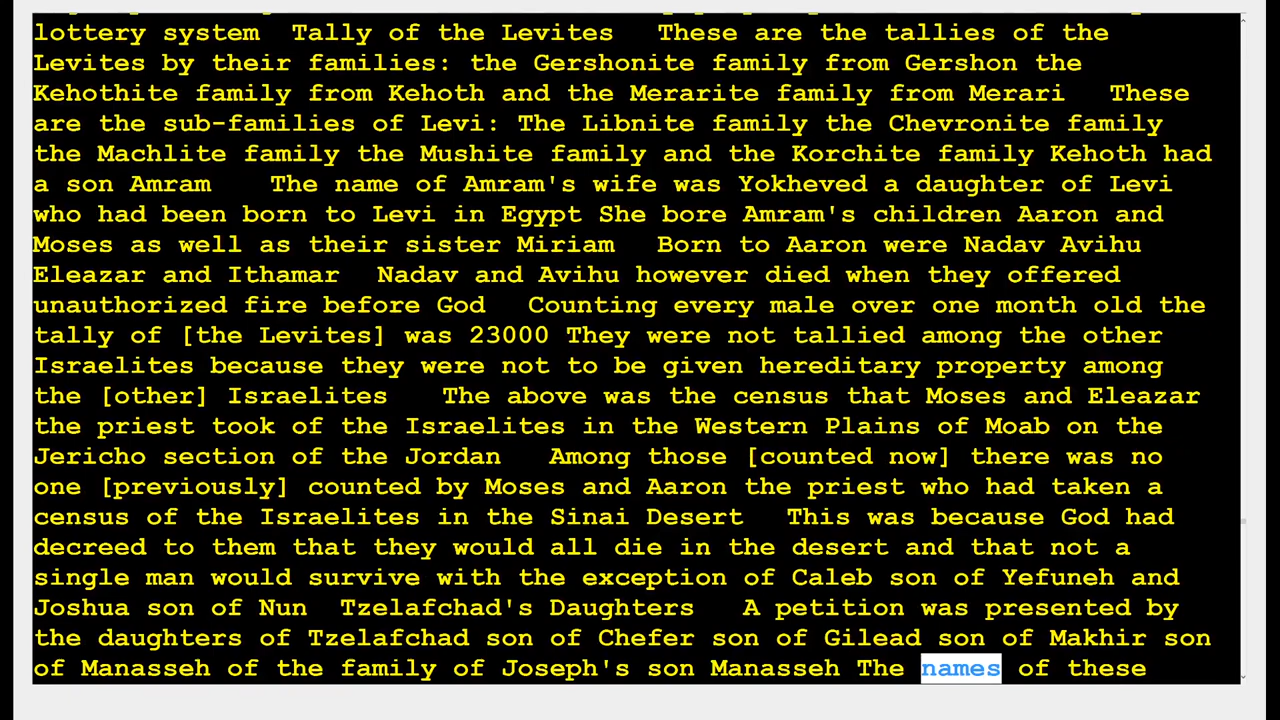 lottery system Tally of the Levites These are the tallies of the
Levites by their families: the Gershonite family from Gershon the
Kehothite family from Kehoth and the Merarite family from Merari These
are the sub-families of Levi: The Libnite family the Chevronite family
the Machlite family the Mushite family and the Korchite family Kehoth had
a son Amram The name of Amram's wife was Yokheved a daughter of Levi
who had been born to Levi in Egypt She bore Amram's children Aaron and
Moses as well as their sister Miriam Born to Aaron were Nadav Avihu
Eleazar and Ithamar Nadav and Avihu however died when they offered
unauthorized fire before God Counting every male over one month old the
tally of [the Levites] was 23000 They were not tallied among the other
Israelites because they were not to be given hereditary property among
the [other] Israelites The above was the census that Moses and Eleazar
the priest took of the Israelites in the Western Plains of Moab on the
Jericho section of the Jordan Among those [counted now] there was no
one [previously] counted by Moses and Aaron the priest who had taken a
census of the Israelites in the Sinai Desert This was because God had
decreed to them that they would all die in the desert and that not a
single man would survive with the exception of Caleb son of Yefuneh and
Joshua son of Nun Tzelafchad's Daughters A petition was presented by
the daughters of Tzelafchad son of Chefer son of Gilead son of Makhir son
of Manasseh of the family of Joseph's son Manasseh The names of these